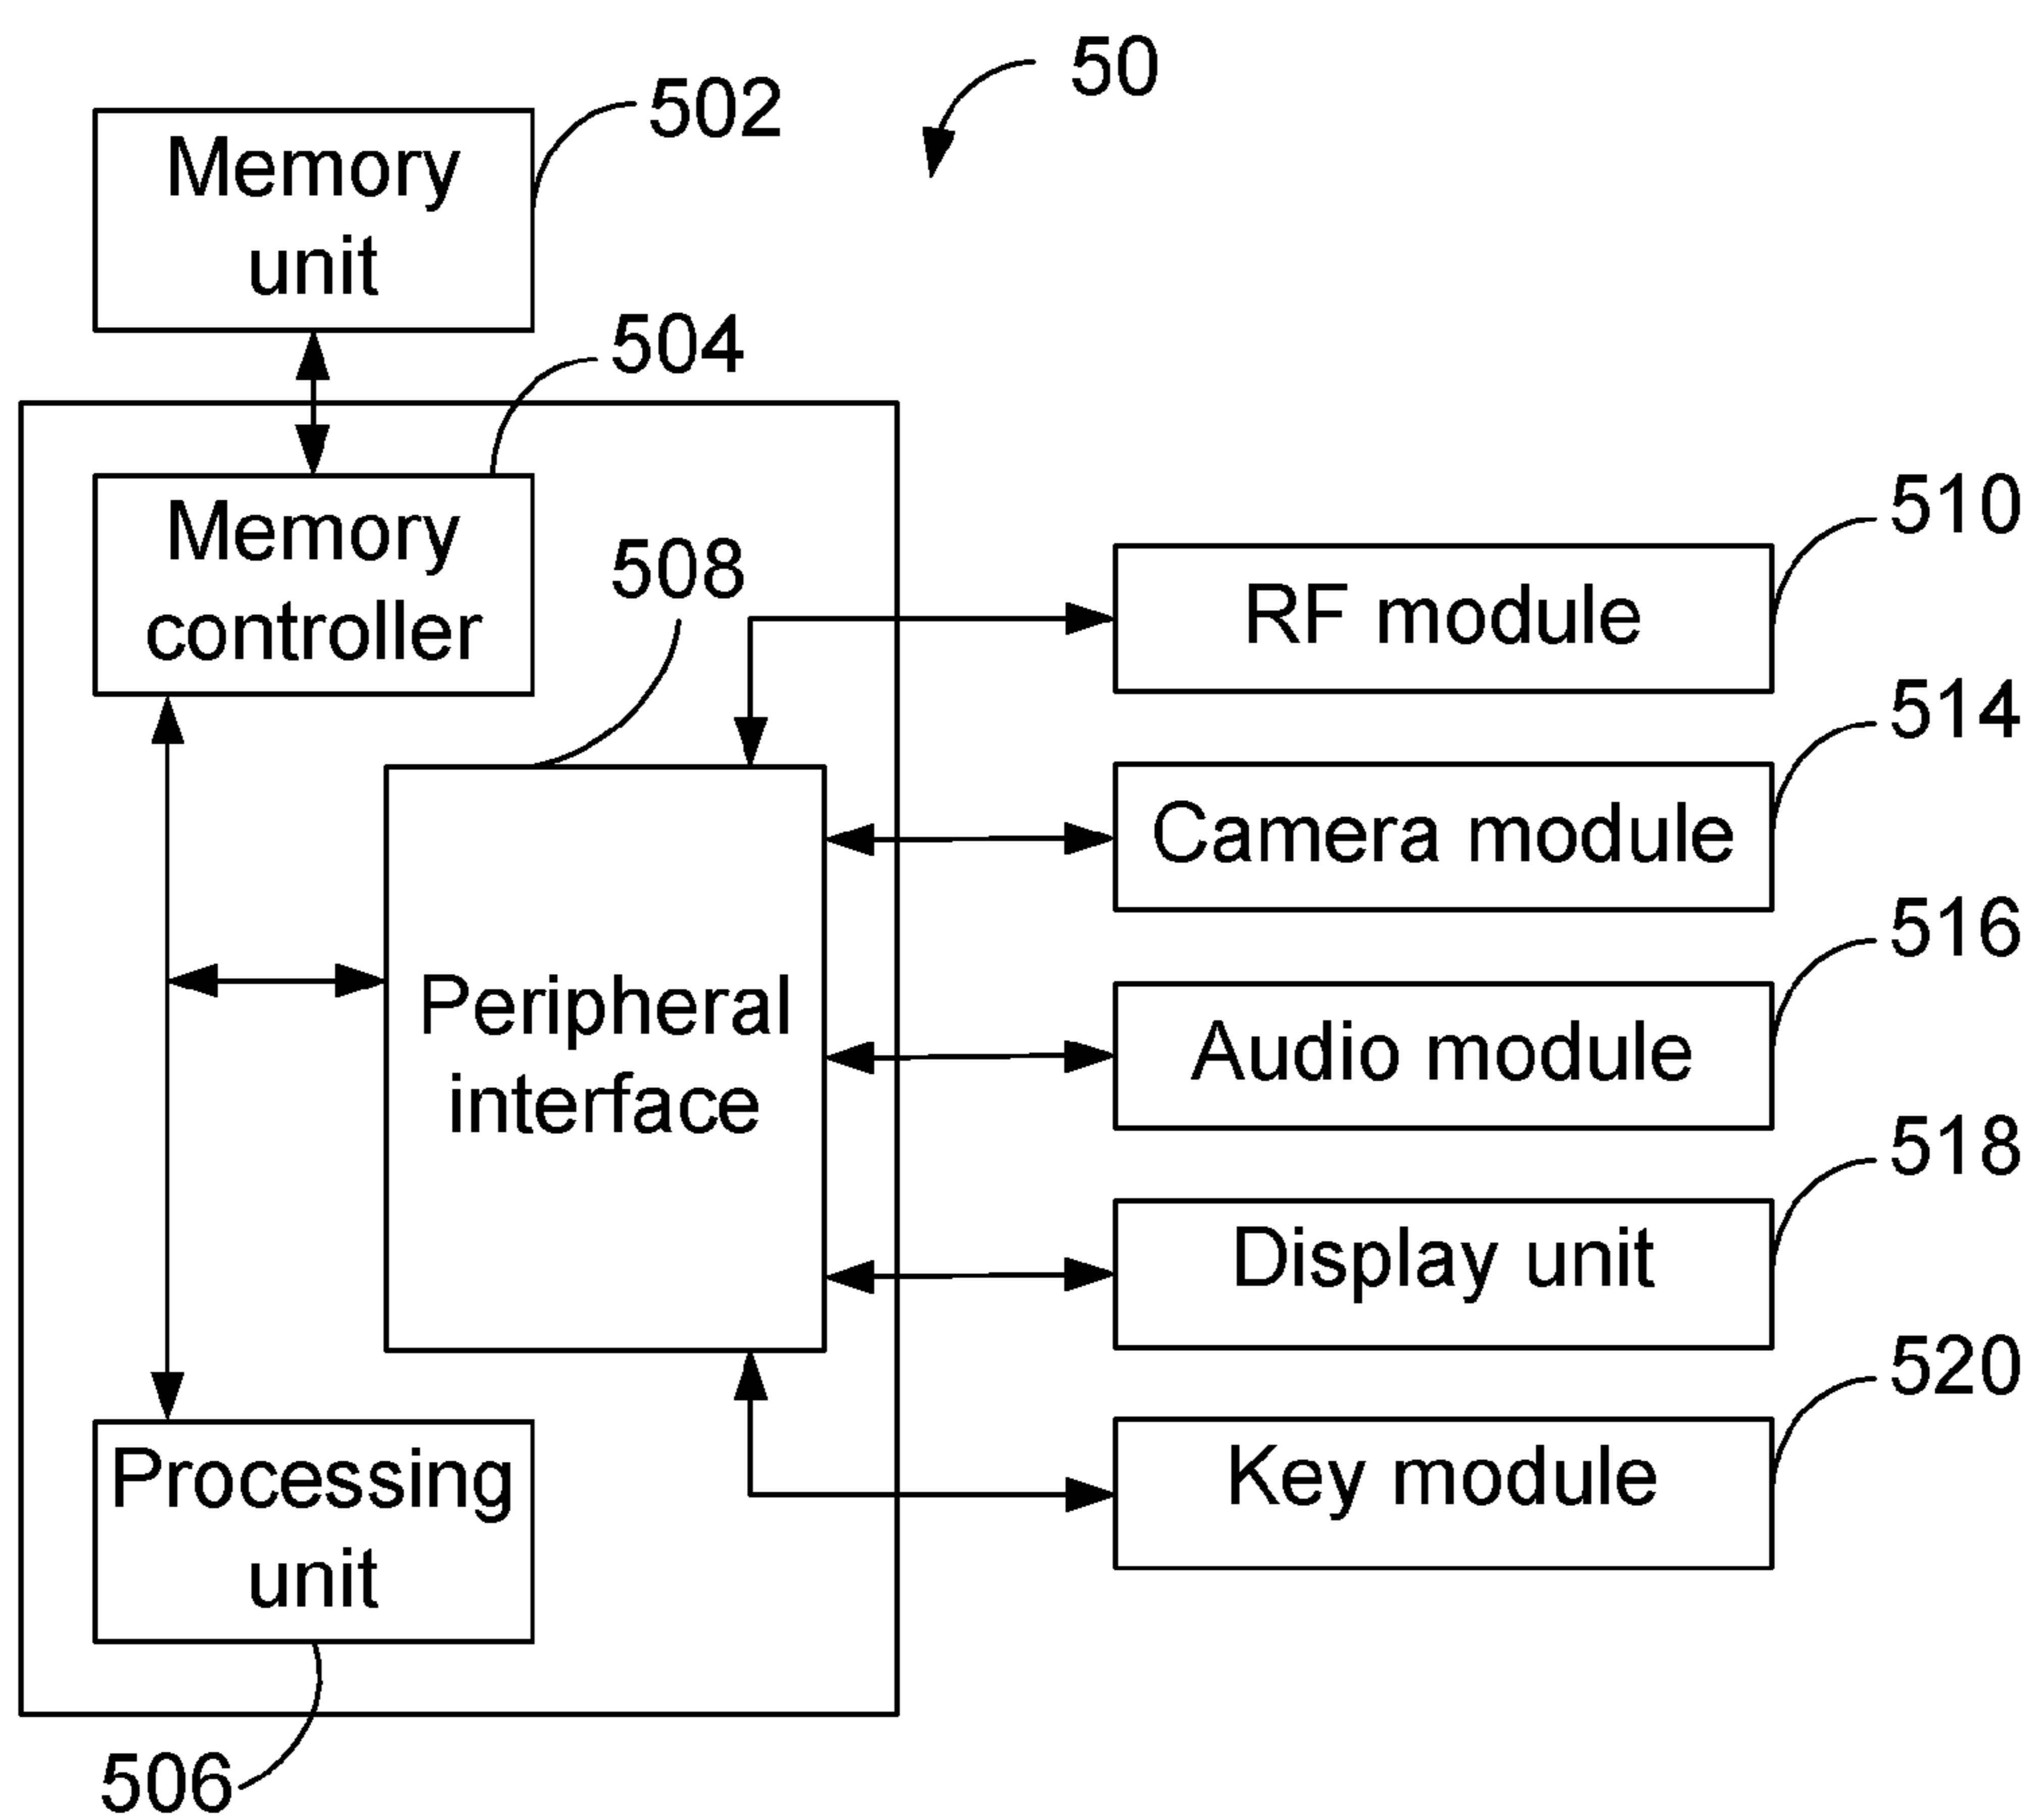 50
502
Memory
unit
504
Memory
controller
508
510
RF module
514
Camera module
516
Peripheral
interface
Audio module
518
Display unit
520
Key module
Processing
unit
506